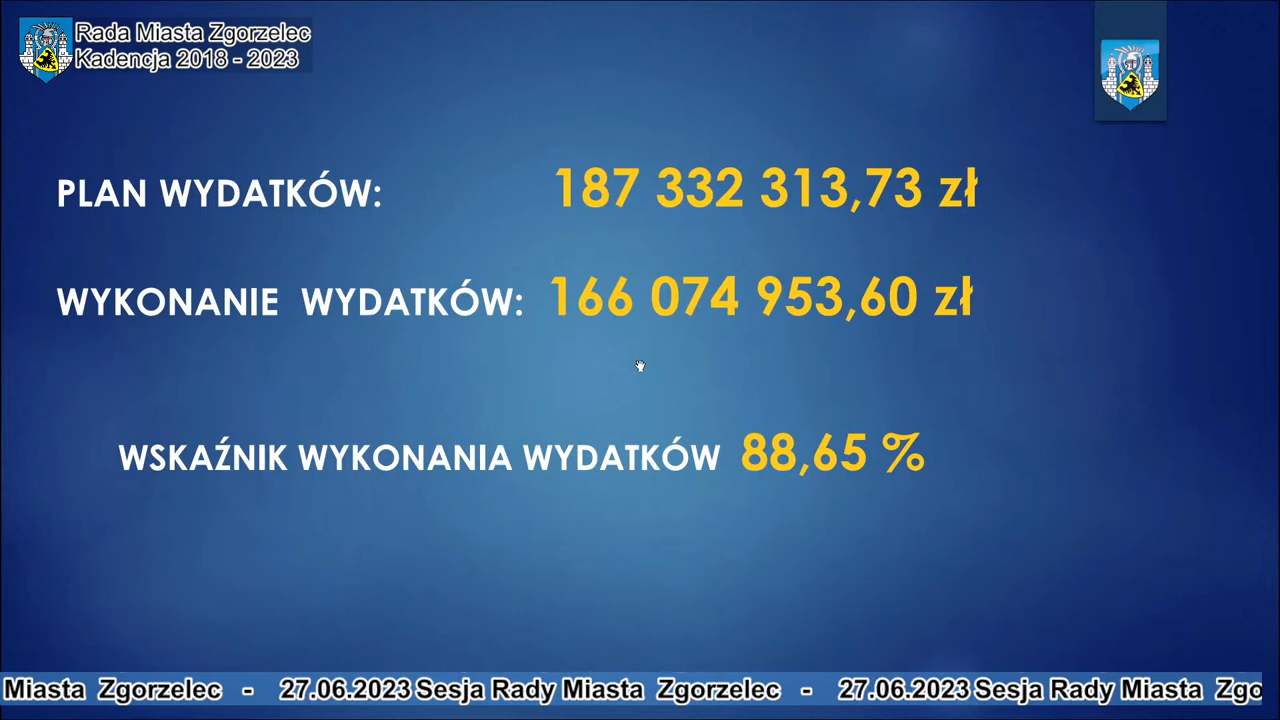 Rada Miasta Zgorzelec
Kadencja 2018 - 2023
PLAN WYDATKÓW: 187 332 313,73 zł
WYKONANIE WYDATKÓW: 166 074 953,60 zł
WSKAŹNIK WYKONANIA WYDATKÓW 88,65 %
Miasta Zgorzelec - 27.06.2023 Sesja Rady Miasta Zgorzelec - 27.06.2023 Sesja Rady Miasta Zgo